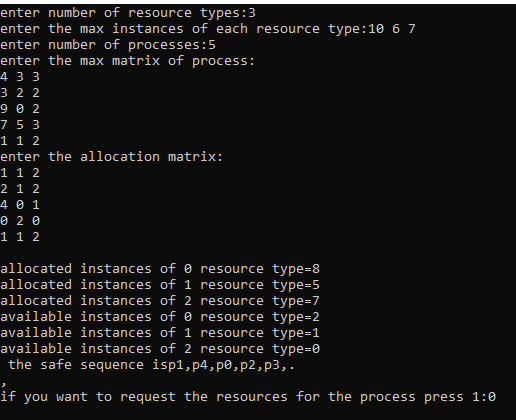 enter number of resource types:3
enter the max instances of each resource type:10 6 7
enter number of processes:5
enter the max matrix of process:
4 3 3
3 2 2
9 0 2
7 5 3
1 1 2
enter the allocation matrix:
1 1 2
2 1 2
4 0 1
0 2 0
1 1 2
allocated instances of 0 resource type=8
allocated instances of 1 resource type=5
allocated instances of 2 resource type=7
available instances of 0 resource type=2
available instances of 1 resource type=1
available instances of 2 resource type=0
the safe sequence isp1,p4,p0,p2,p3,.
,
if you want to request the resources for the process press 1:0